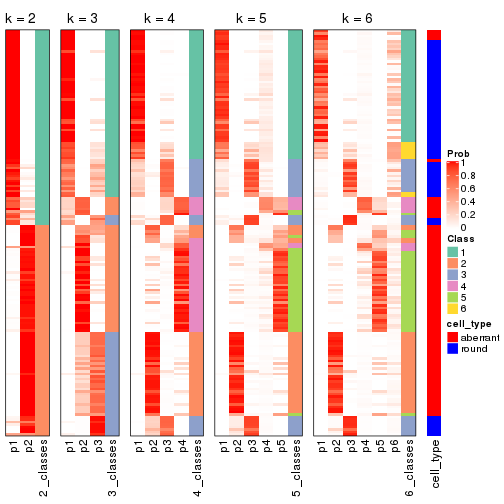 k = 2
k = 3
k = 4
k = 5
k = 6
p1
p2
2_classes
p1
p2
p3
3_classes
p1
p2
p3
p4
4_classes
p1
p2
p3
p4
p5
5_classes
p1
p2
p3
p4
p5
p6
6_classes
cell_type
Prob
1
0.8
0.6
0.4
0.2
0
Class
1
2
3
4
5
6
cell_type
aberrant
round